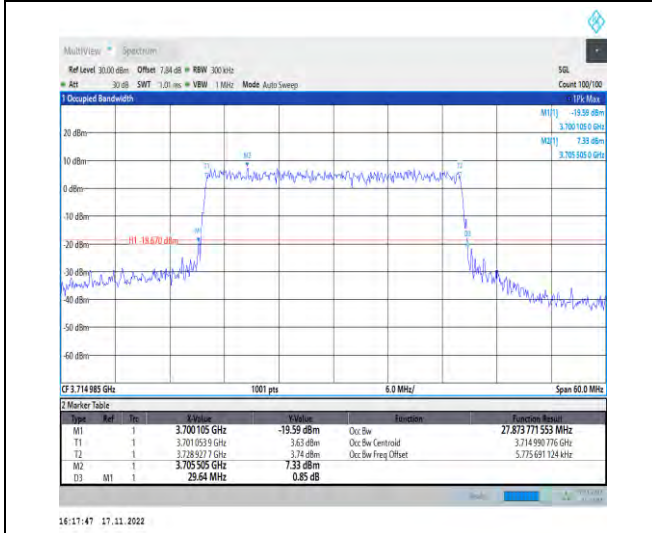 MultiView Spectrum
Ref Level 30.00 dBm Offset 7.84 dB RBW 300 kHz SGL
Att 30 dB SWT 1.01 ms VBW 1 MHz Mode Auto Sweep Count 100/100
1 Occupied Bandwidth 1Pk Max
M1[1] -19.59 dBm
3.700 105 0 GHz
M2[1] 7.33 dBm
3.705 505 0 GHz
20 dBm
10 dBm
M2
T1 T2
0 dBm
-10 dBm
M1 D3
H1 -18.670 dBm
-20 dBm
-30 dBm
-40 dBm
-50 dBm
-60 dBm
CF 3.714 985 GHz 1001 pts 6.0 MHz/ Span 60.0 MHz
2 Marker Table
Type Ref Trc X-Value Y-Value Function Function Result
M1 1 3.700 105 GHz -19.59 dBm Occ Bw 27.873 771 553 MHz
T1 1 3.701 053 9 GHz 3.63 dBm Occ Bw Centroid 3.714 990 776 GHz
T2 1 3.728 927 7 GHz 3.74 dBm Occ Bw Freq Offset 5.775 691 124 kHz
M2 1 3.705 505 GHz 7.33 dBm
D3 M1 1 29.64 MHz 0.85 dB
16:17:47 17.11.2022